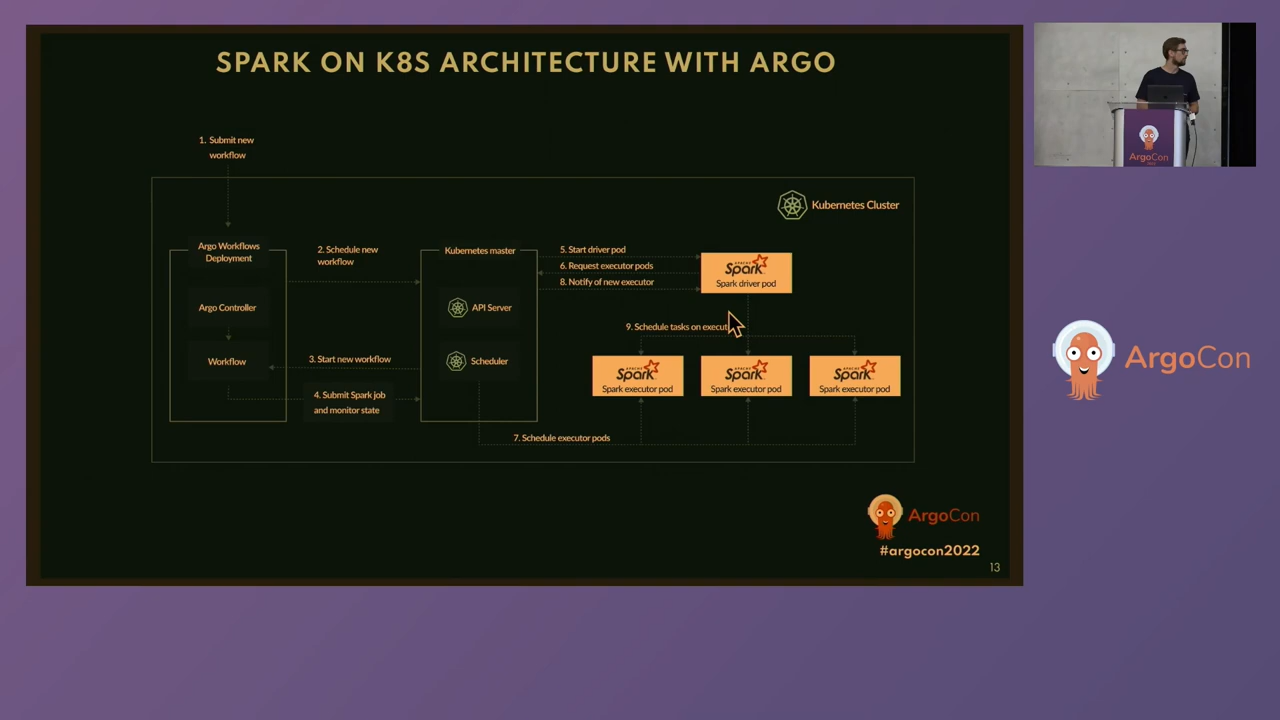 SPARK ON K8S ARCHITECTURE WITH ARGO
1. Submit new
workflow
Kubernetes Cluster
Argo Workflows
Deployment
Argo Controller
Workflow
2. Schedule new
workflow
3. Start new workflow
4. Submit Spark job
and monitor state
Kubernetes master
API Server
Scheduler
5. Start driver pod
6. Request executor pods
8. Notify of new executor
APACHE
Spark
Spark driver pod
9. Schedule tasks on
APACHE
Spark
Spark executor pod
APACHE
Spark
Spark executor pod
APACHE
Spark
Spark executor pod
7. Schedule executor pods
ArgoCon
#argocon2022
13
ArgoCon
ArgoCon